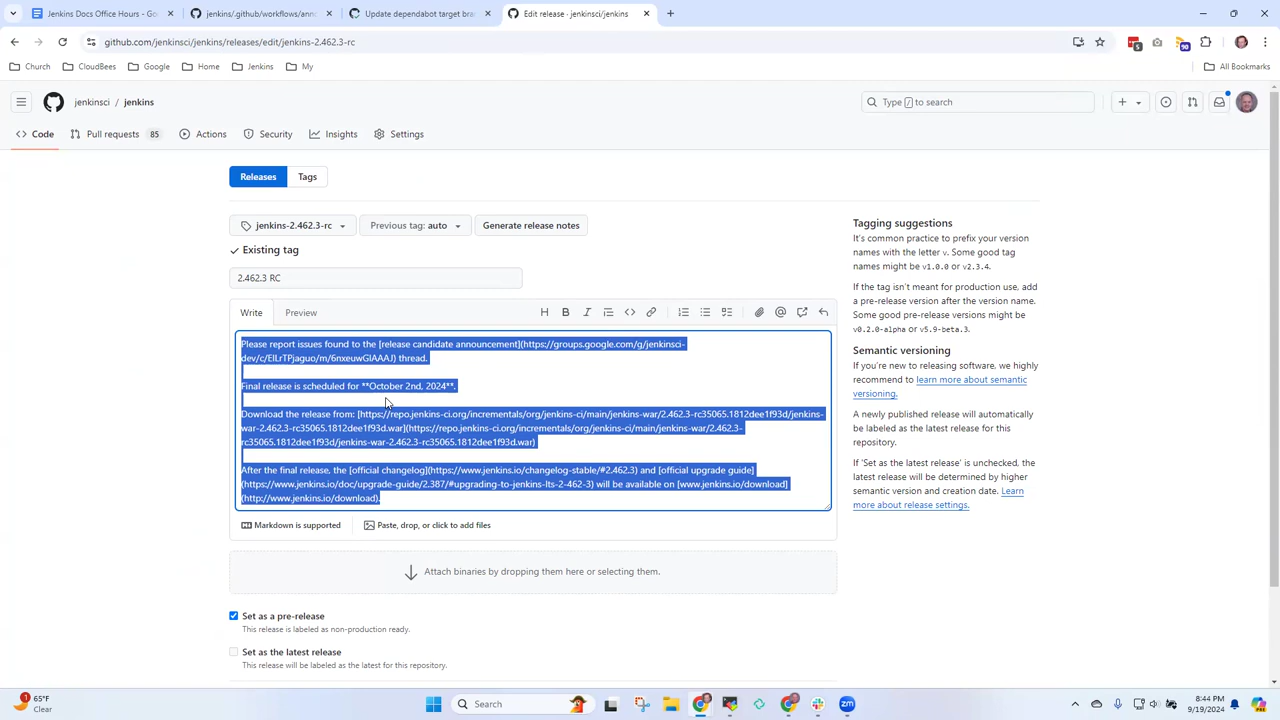 Jenkins Docs Office Hours - G
jenkins/.github/workflows/ann
Update dependabot target bra
Edit release · jenkinsci/jenkins
github.com/jenkinsci/jenkins/releases/edit/jenkins-2.462.3-rc
5
90
Church CloudBees Google Home Jenkins My All Bookmarks
jenkinsci / jenkins
Type / to search
Code Pull requests 85 Actions Security Insights Settings
Releases Tags
jenkins-2.462.3-rc Previous tag: auto Generate release notes
Existing tag
2.462.3 RC
Write Preview
Please report issues found to the [release candidate announcement](https://groups.google.com/g/jenkinsci-
Final release is scheduled for **October 2nd, 2024**.
Download the release from: [https://repo.jenkins-ci.org/incrementals/org/jenkins-ci/main/jenkins-war/2.462.3-rc35065.1812dee1f93d/jenkins-
war-2.462.3-rc35065.1812dee1f93d.war](https://repo.jenkins-ci.org/incrementals/org/jenkins-ci/main/jenkins-war/2.462.3-
rc35065.1812dee1f93d/jenkins-war-2.462.3-rc35065.1812dee1f93d.war)
After the final release, the [official changelog](https://www.jenkins.io/changelog-stable/#2.462.3) and [official upgrade guide]
(https://www.jenkins.io/doc/upgrade-guide/2.387/#upgrading-to-jenkins-lts-2-462-3) will be available on [www.jenkins.io/download]
(http://www.jenkins.io/download).
Markdown is supported Paste, drop, or click to add files
Attach binaries by dropping them here or selecting them.
Set as a pre-release
This release is labeled as non-production ready.
Set as the latest release
This release will be labeled as the latest for this repository.
Tagging suggestions
It's common practice to prefix your version
names with the letter v. Some good tag
names might be v1.0.0 or v2.3.4.
If the tag isn't meant for production use, add
a pre-release version after the version name.
Some good pre-release versions might be
v0.2.0-alpha or v5.9-beta.3.
Semantic versioning
If you're new to releasing software, we highly
recommend to learn more about semantic
versioning.
A newly published release will automatically
be labeled as the latest release for this
repository.
If 'Set as the latest release' is unchecked, the
latest release will be determined by higher
semantic version and creation date. Learn
more about release settings.
1
65°F
Clear
Search
8:44 PM
9/19/2024